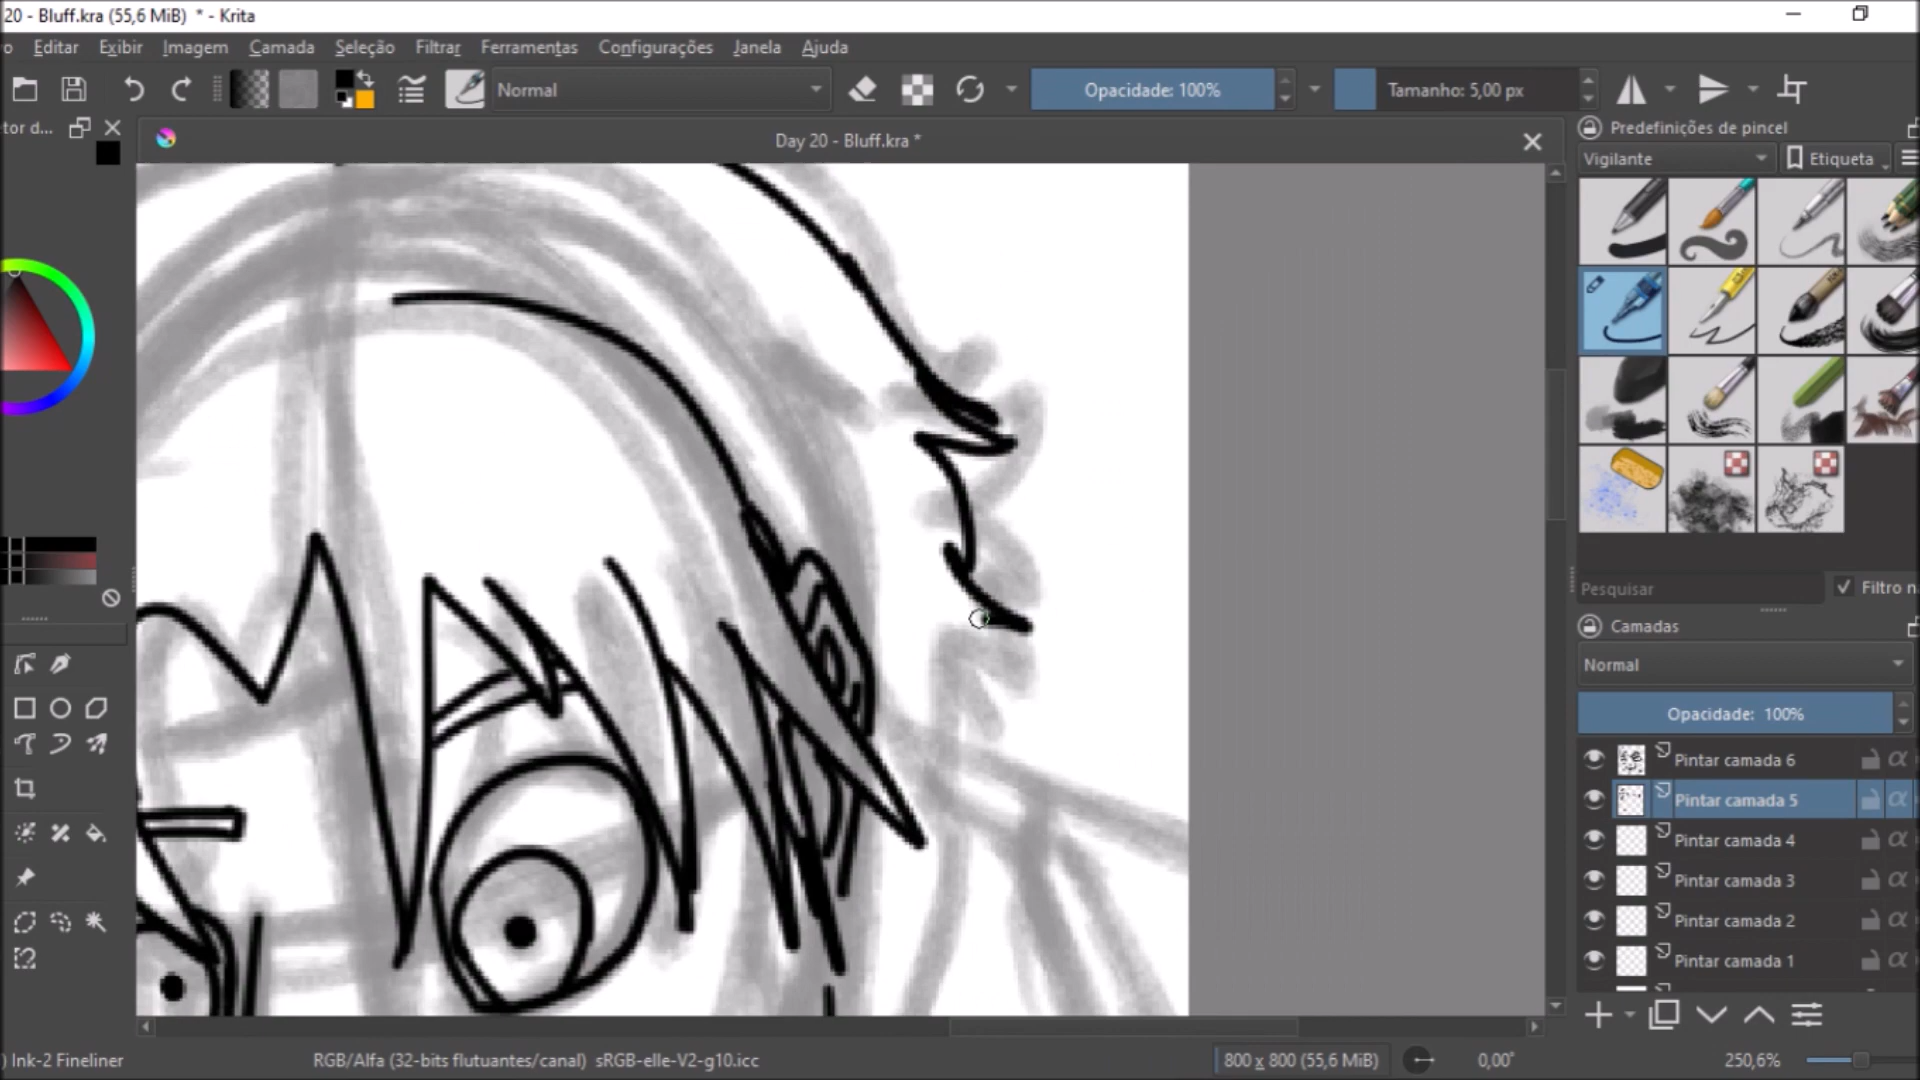 20 - Bluff.kra (55,6 MiB) * - Krita
Editar Exibir Imagem Camada Seleção Filtrar Ferramentas Configurações Janela Ajuda
Normal Opacidade: 100% Tamanho: 5,00 px
tor d... Day 20 - Bluff.kra * Predefinições de pincel
Vigilante Etiqueta
Pesquisar Filtro n
Camadas
Normal
Opacidade: 100%
Pintar camada 6
Pintar camada 5
Pintar camada 4
Pintar camada 3
Pintar camada 2
Pintar camada 1
) Ink-2 Fineliner RGB/Alfa (32-bits flutuantes/canal) sRGB-elle-V2-g10.icc 800 x 800 (55,6 MiB) 0,00° 250,6%